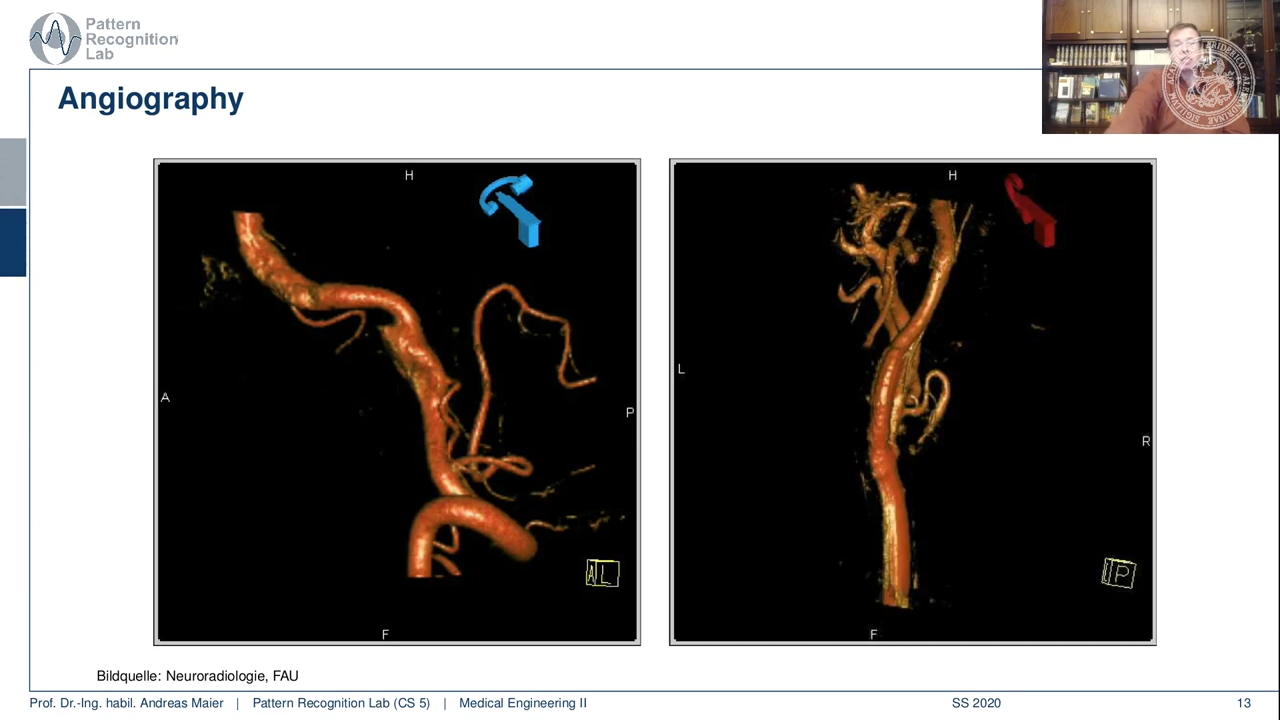 Pattern
Recognition
Lab
Angiography
H
A
P
F
AL
H
L
R
F
P
Bildquelle: Neuroradiologie, FAU
Prof. Dr.-Ing. habil. Andreas Maier | Pattern Recognition Lab (CS 5) | Medical Engineering II SS 2020 13